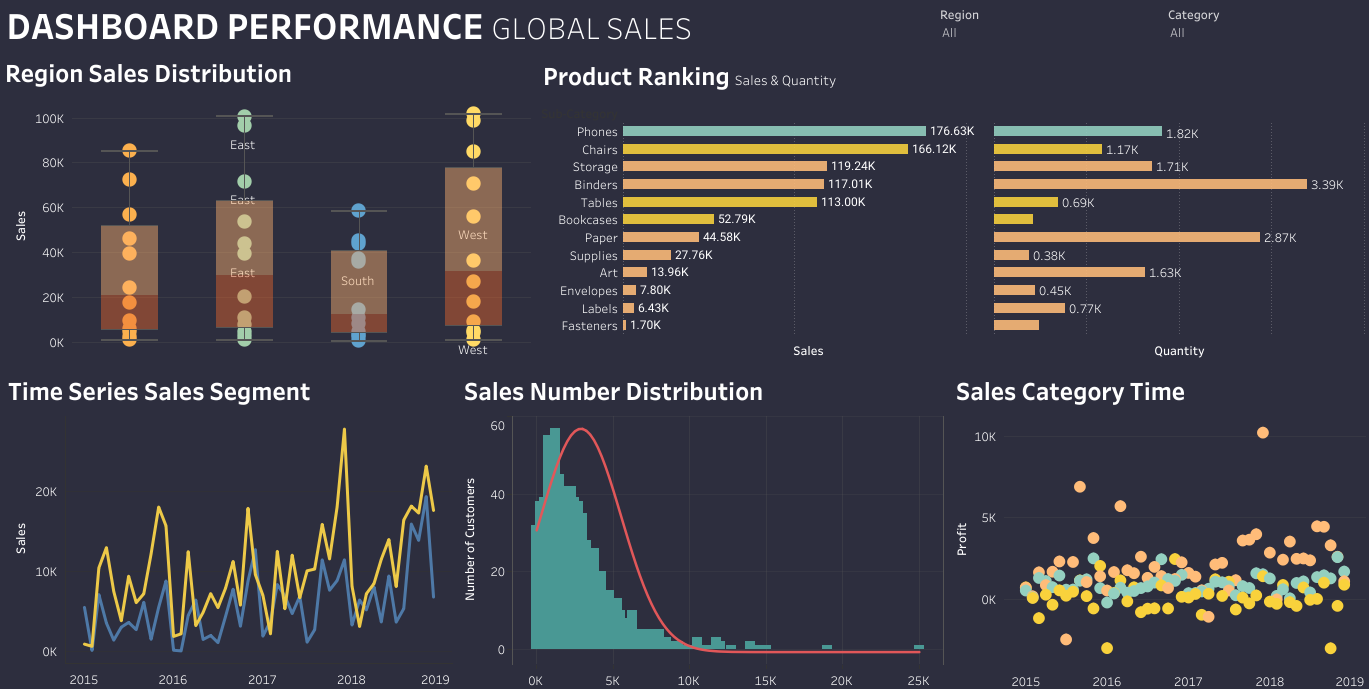 DASHBOARD PERFORMANCE GLOBAL SALES
Region
All
Category
All
Region Sales Distribution
100K
80K
60K
40K
20K
0K
Sales
East
East
East
South
West
West
Product Ranking Sales & Quantity
Phones 176.63K 1.82K
Chairs 166.12K 1.17K
Storage 119.24K 1.71K
Binders 117.01K 3.39K
Tables 113.00K 0.69K
Bookcases 52.79K
Paper 44.58K 2.87K
Supplies 27.76K 0.38K
Art 13.96K 1.63K
Envelopes 7.80K 0.45K
Labels 6.43K 0.77K
Fasteners 1.70K
Sales
Quantity
Time Series Sales Segment
20K
10K
0K
Sales
2015 2016 2017 2018 2019
Sales Number Distribution
60
40
20
0
Number of Customers
0K 5K 10K 15K 20K 25K
Sales Category Time
10K
5K
0K
Profit
2015 2016 2017 2018 2019